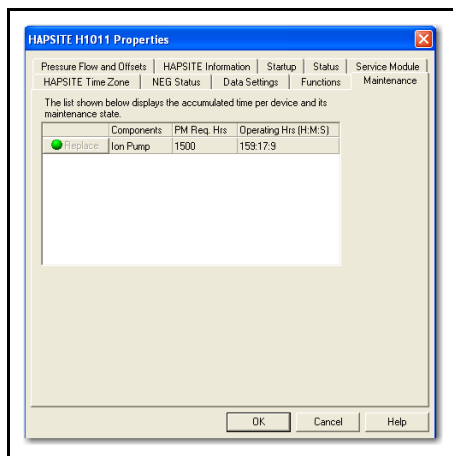 HAPSITE H1011 Properties
Pressure Flow and Offsets HAPSITE Information Startup Status Service Module
HAPSITE Time Zone NEG Status Data Settings Functions Maintenance
The list shown below displays the accumulated time per device and its
maintenance state.
Components PM Req. Hrs Operating Hrs (H:M:S)
Replace Ion Pump 1500 159:17:9
OK Cancel Help